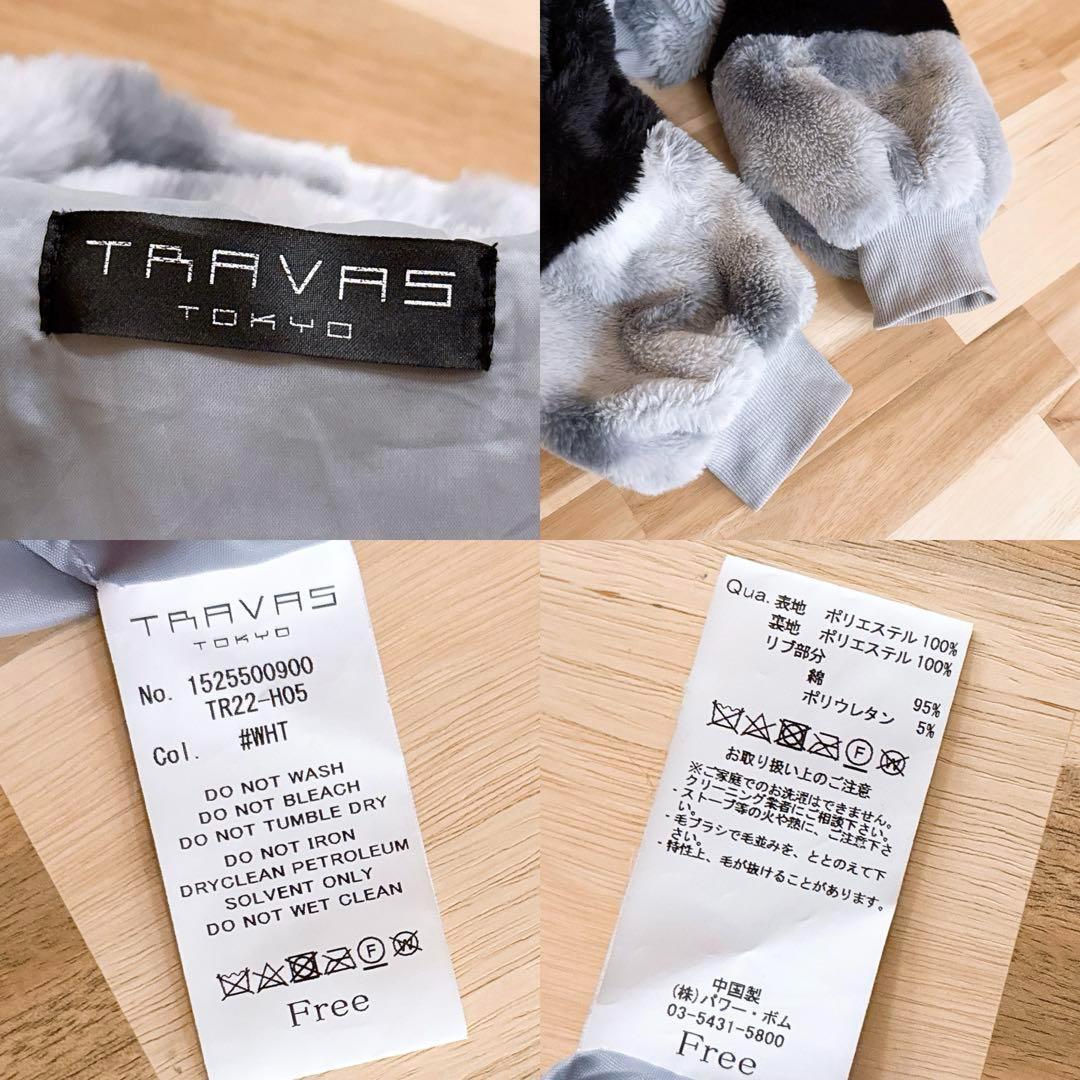 TRAVAS
TOKYO
TRAVAS
TOKYO
No. 1525500900
TR22-H05
Col. #WHT
DO NOT WASH
DO NOT BLEACH
DO NOT TUMBLE DRY
DO NOT IRON
DRYCLEAN PETROLEUM
SOLVENT ONLY
DO NOT WET CLEAN
F W
Free
Qua. 表地 ポリエステル 100%
裏地 ポリエステル 100%
リブ部分
綿 95%
ポリウレタン 5%
F W
お取り扱い上のご注意
※ご家庭でのお洗濯はできません。
クリーニング業者にご相談下さい。
・ストーブ等の火や熱に、ご注意下さ
い。
・毛ブラシで毛並みを、ととのえて下
さい。
・特性上、毛が抜けることがあります。
中国製
(株)パワー・ボム
03-5431-5800
Free